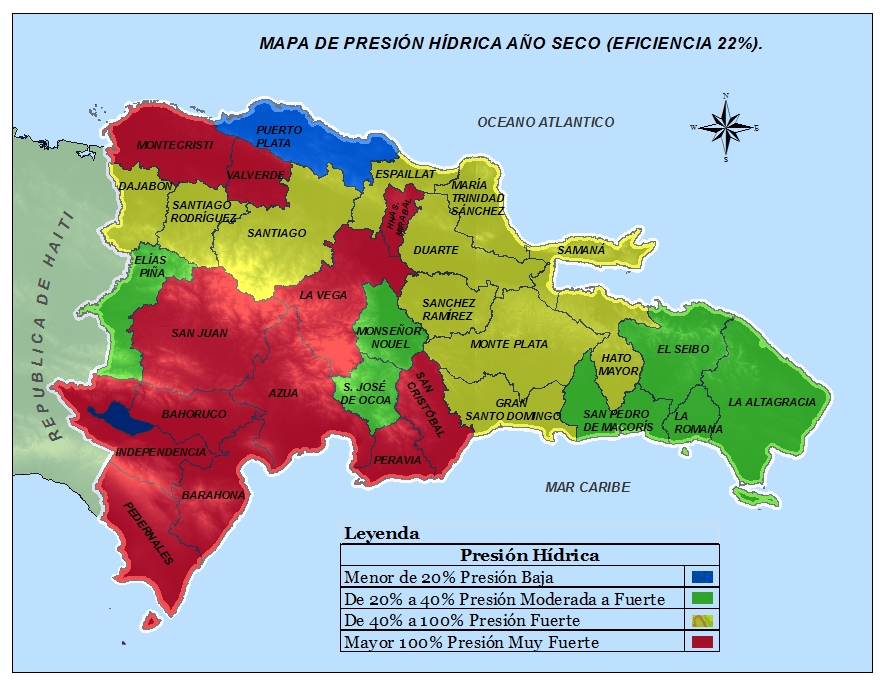 MAPA DE PRESIÓN HÍDRICA AÑO SECO (EFICIENCIA 22%).
N
W
E
S
OCEANO ATLANTICO
PUERTO
PLATA
MONTECRISTI
VALVERDE
DAJABON
ESPAILLAT
MARÍA
TRINIDAD
SÁNCHEZ
SANTIAGO
RODRÍGUEZ
HNAS.
MIRABAL
SANTIAGO
DUARTE
SAMANÁ
ELÍAS
PIÑA
REPUBLICA DE HAITI
LA VEGA
SANCHEZ
RAMÍREZ
SAN JUAN
MONSEÑOR
NOUEL
MONTE PLATA
EL SEIBO
HATO
MAYOR
AZUA
S. JOSÉ
DE OCOA
SAN
CRISTÓBAL
GRAN
SANTO DOMINGO
LA ALTAGRACIA
BAHORUCO
SAN PEDRO
DE MACORÍS
LA
ROMANA
INDEPENDENCIA
PERAVIA
BARAHONA
MAR CARIBE
PEDERNALES
Leyenda
Presión Hídrica
Menor de 20% Presión Baja
De 20% a 40% Presión Moderada a Fuerte
De 40% a 100% Presión Fuerte
Mayor 100% Presión Muy Fuerte